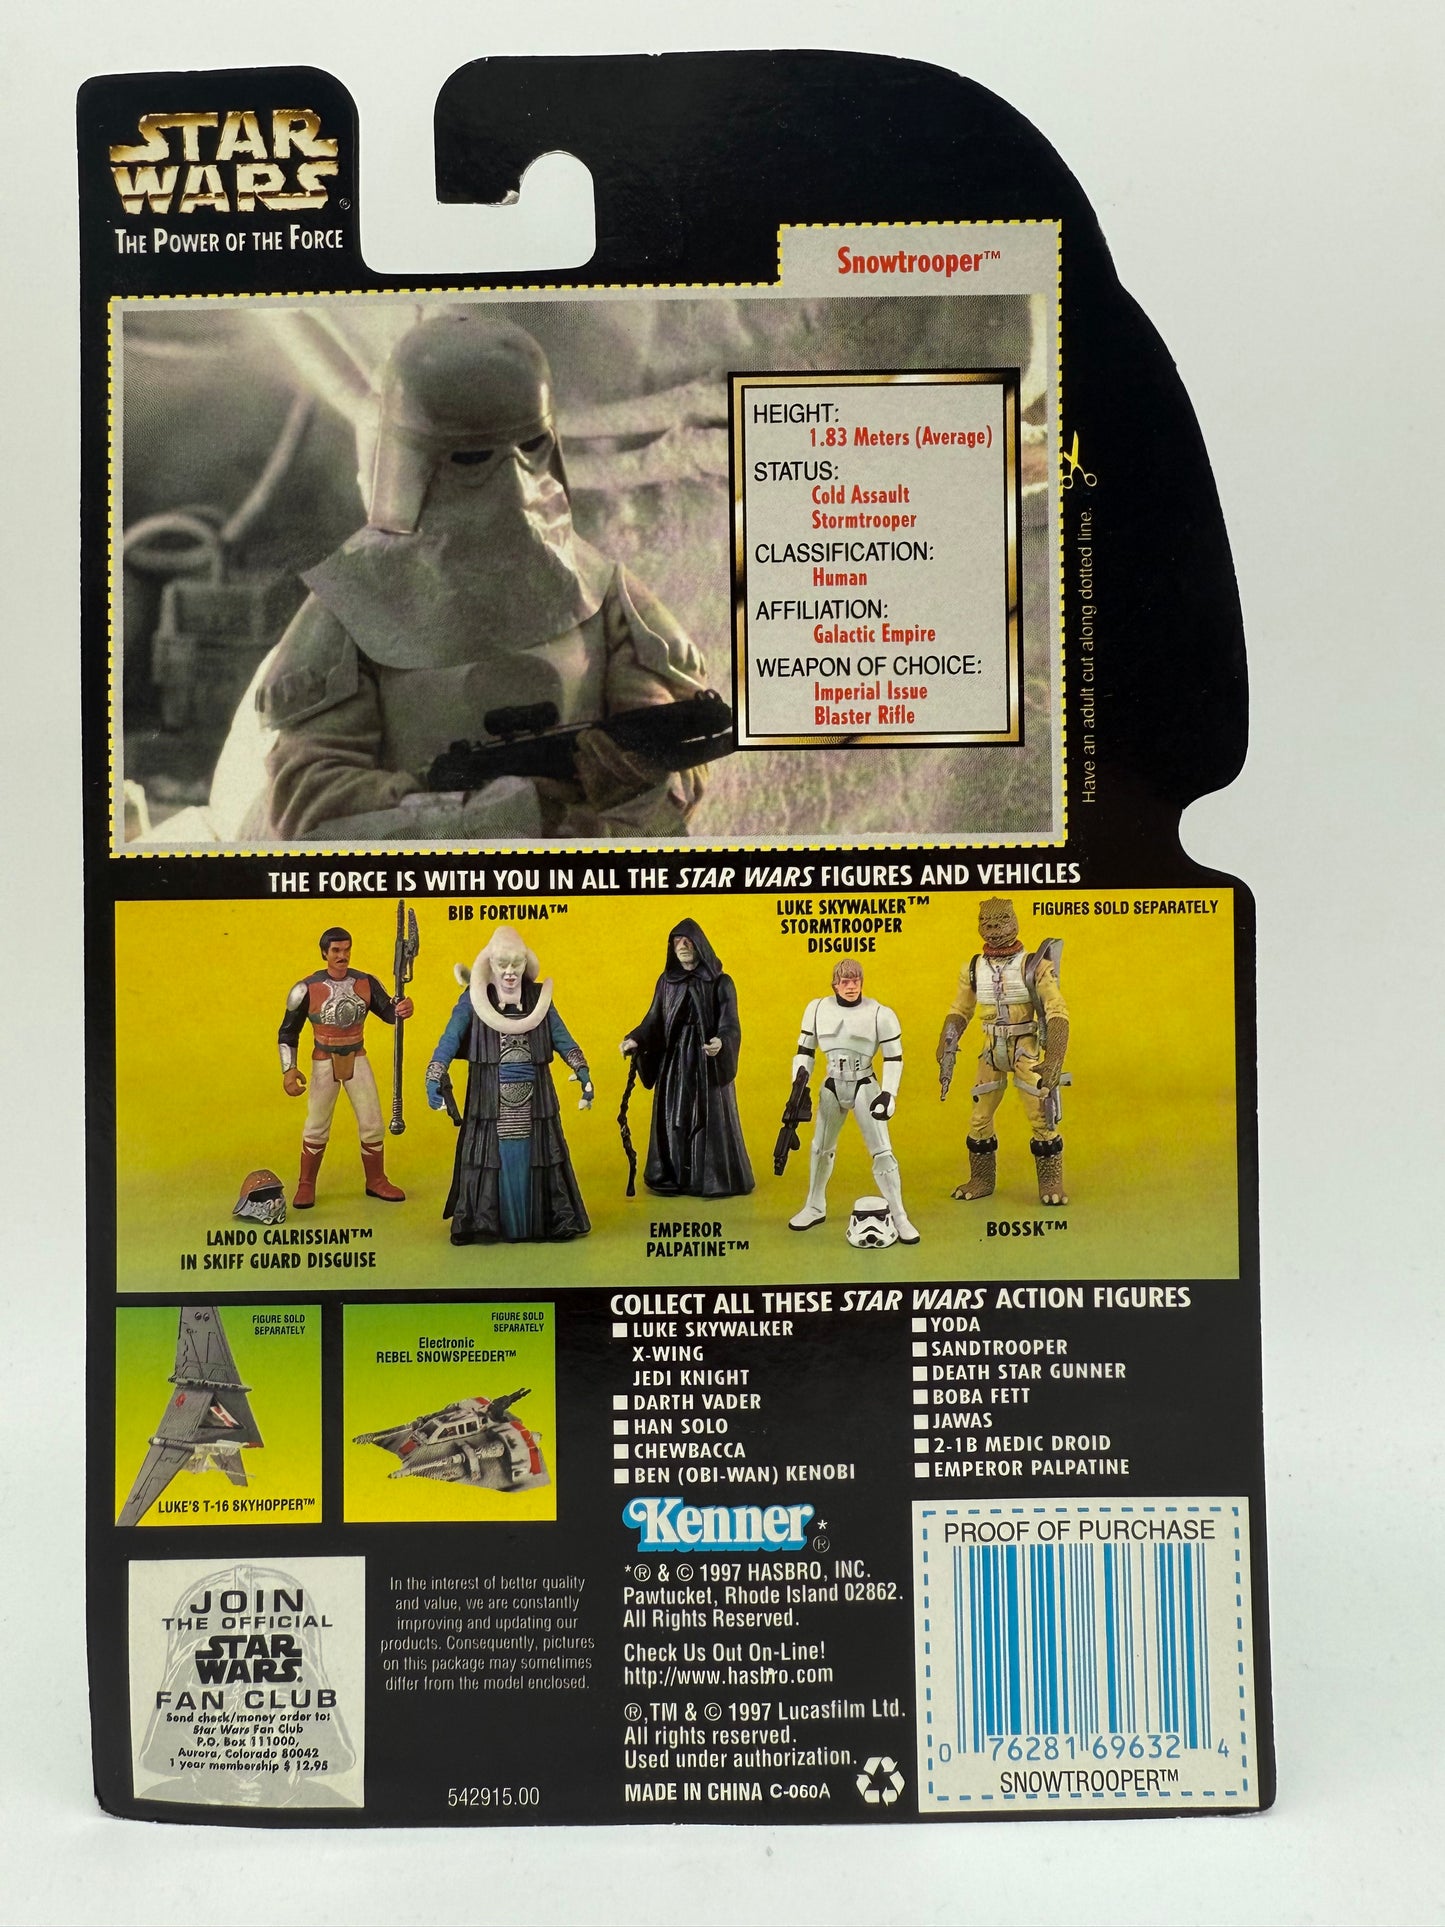 STAR
WARS
®
THE POWER OF THE FORCE
Snowtrooper™
HEIGHT:
1.83 Meters (Average)
STATUS:
Cold Assault
Stormtrooper
CLASSIFICATION:
Human
AFFILIATION:
Galactic Empire
WEAPON OF CHOICE:
Imperial Issue
Blaster Rifle
Have an adult cut along dotted line.
THE FORCE IS WITH YOU IN ALL THE STAR WARS FIGURES AND VEHICLES
BIB FORTUNA™
LUKE SKYWALKER™
STORMTROOPER
DISGUISE
FIGURES SOLD SEPARATELY
LANDO CALRISSIAN™
IN SKIFF GUARD DISGUISE
EMPEROR
PALPATINE™
BOSSK™
FIGURE SOLD
SEPARATELY
LUKE'S T-16 SKYHOPPER™
FIGURE SOLD
SEPARATELY
Electronic
REBEL SNOWSPEEDER™
COLLECT ALL THESE STAR WARS ACTION FIGURES
LUKE SKYWALKER
X-WING
JEDI KNIGHT
DARTH VADER
HAN SOLO
CHEWBACCA
BEN (OBI-WAN) KENOBI
YODA
SANDTROOPER
DEATH STAR GUNNER
BOBA FETT
JAWAS
2-1B MEDIC DROID
EMPEROR PALPATINE
JOIN
THE OFFICIAL
STAR
WARS®
FAN CLUB
Send check/money order to:
Star Wars Fan Club
P.O. Box 111000,
Aurora, Colorado 80042
1 year membership $ 12.95
In the interest of better quality
and value, we are constantly
improving and updating our
products. Consequently, pictures
on this package may sometimes
differ from the model enclosed.
542915.00
Kenner*®
*® & © 1997 HASBRO, INC.
Pawtucket, Rhode Island 02862.
All Rights Reserved.
Check Us Out On-Line!
http://www.hasbro.com
®,TM & © 1997 Lucasfilm Ltd.
All rights reserved.
Used under authorization.
MADE IN CHINA C-060A
PROOF OF PURCHASE
0 76281 69632 4
SNOWTROOPER™